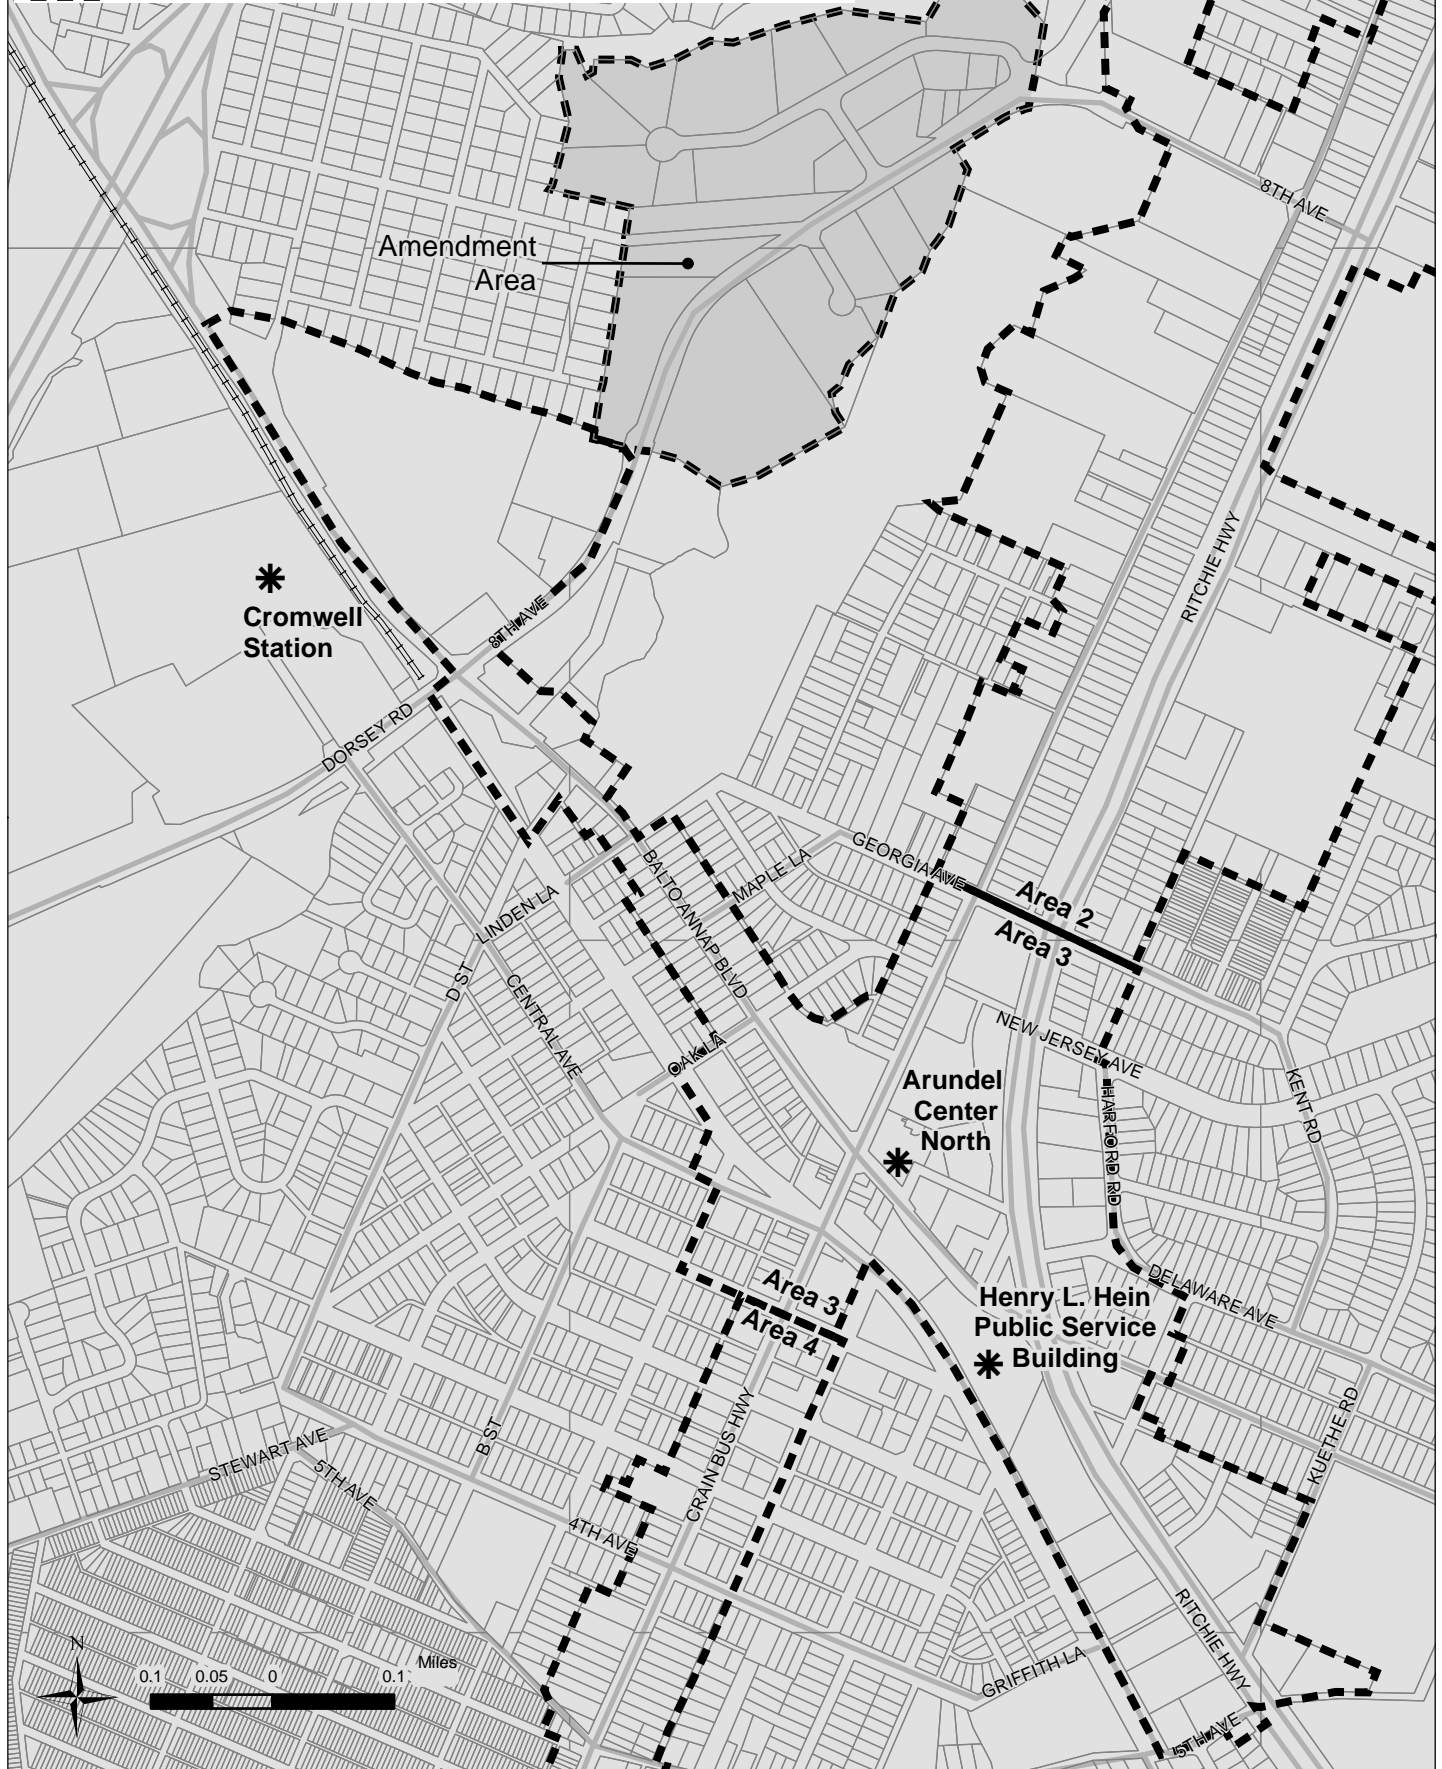 8TH AVE
Amendment
Area
RITCHIE HWY
Cromwell
Station
8TH AVE
DORSEY RD
GEORGIA AVE
MAPLE LA
BALTO ANNAP BLVD
LINDEN LA
Area 2
Area 3
D ST
CENTRAL AVE
NEW JERSEY AVE
OAK LA
Arundel
Center
North
KENT RD
HARFORD RD
DELAWARE AVE
Area 3
Area 4
Henry L. Hein
Public Service
Building
CRAIN BUS HWY
KUETHE RD
B ST
STEWART AVE
5TH AVE
4TH AVE
RITCHIE HWY
GRIFFITH LA
5TH AVE
N
0.1 0.05 0 0.1 Miles